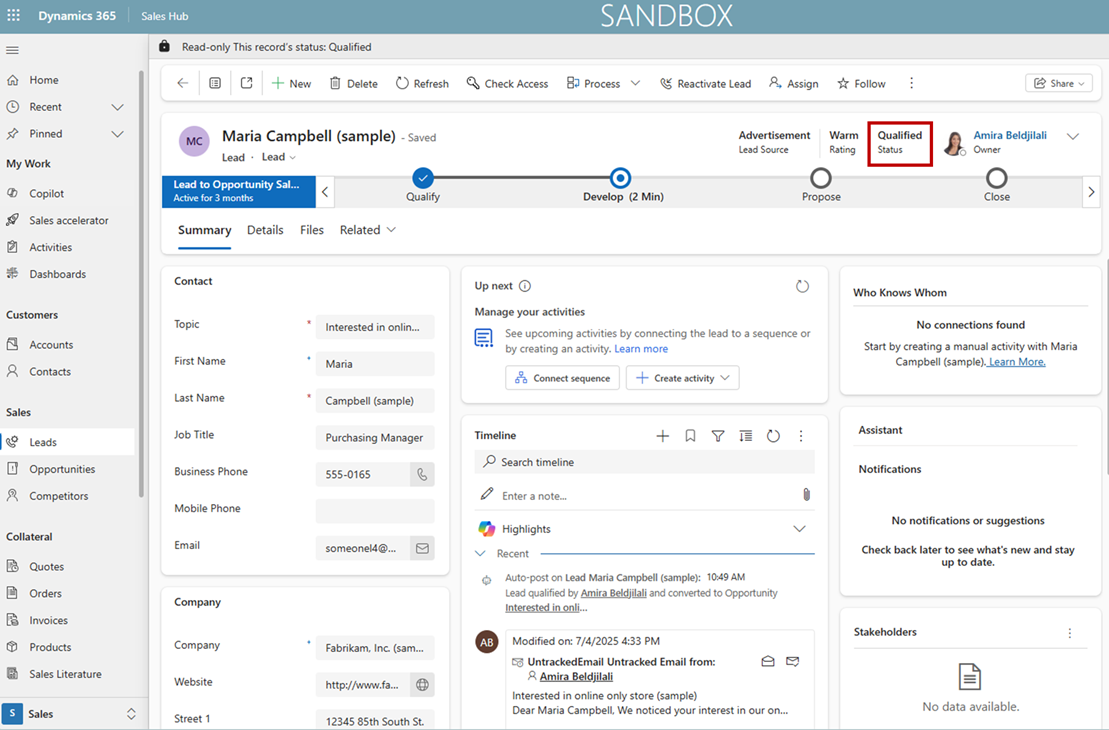 Dynamics 365
Sales Hub
SANDBOX
Read-only This record's status: Qualified
Home
Recent
Pinned
My Work
Copilot
Sales accelerator
Activities
Dashboards
Customers
Accounts
Contacts
Sales
Leads
Opportunities
Competitors
Collateral
Quotes
Orders
Invoices
Products
Sales Literature
S Sales
New
Delete
Refresh
Check Access
Process
Reactivate Lead
Assign
Follow
Share
MC
Maria Campbell (sample) - Saved
Lead · Lead
Advertisement
Lead Source
Warm
Rating
Qualified
Status
Amira Beldjilali
Owner
Lead to Opportunity Sal...
Active for 3 months
Qualify
Develop (2 Min)
Propose
Close
Summary
Details
Files
Related
Contact
Topic * Interested in onlin...
First Name * Maria
Last Name * Campbell (sample)
Job Title Purchasing Manager
Business Phone 555-0165
Mobile Phone
Email someonel4@...
Company
Company * Fabrikam, Inc. (sam...
Website http://www.fa...
Street 1 12345 85th South St.
Up next
Manage your activities
See upcoming activities by connecting the lead to a sequence or
by creating an activity. Learn more
Connect sequence
Create activity
Timeline
Search timeline
Enter a note...
Highlights
Recent
Auto-post on Lead Maria Campbell (sample): 10:49 AM
Lead qualified by Amira Beldjilali and converted to Opportunity
Interested in onli...
AB
Modified on: 7/4/2025 4:33 PM
UntrackedEmail Untracked Email from:
Amira Beldjilali
Interested in online only store (sample)
Dear Maria Campbell, We noticed your interest in our on...
Who Knows Whom
No connections found
Start by creating a manual activity with Maria
Campbell (sample). Learn More.
Assistant
Notifications
No notifications or suggestions
Check back later to see what's new and stay
up to date.
Stakeholders
No data available.